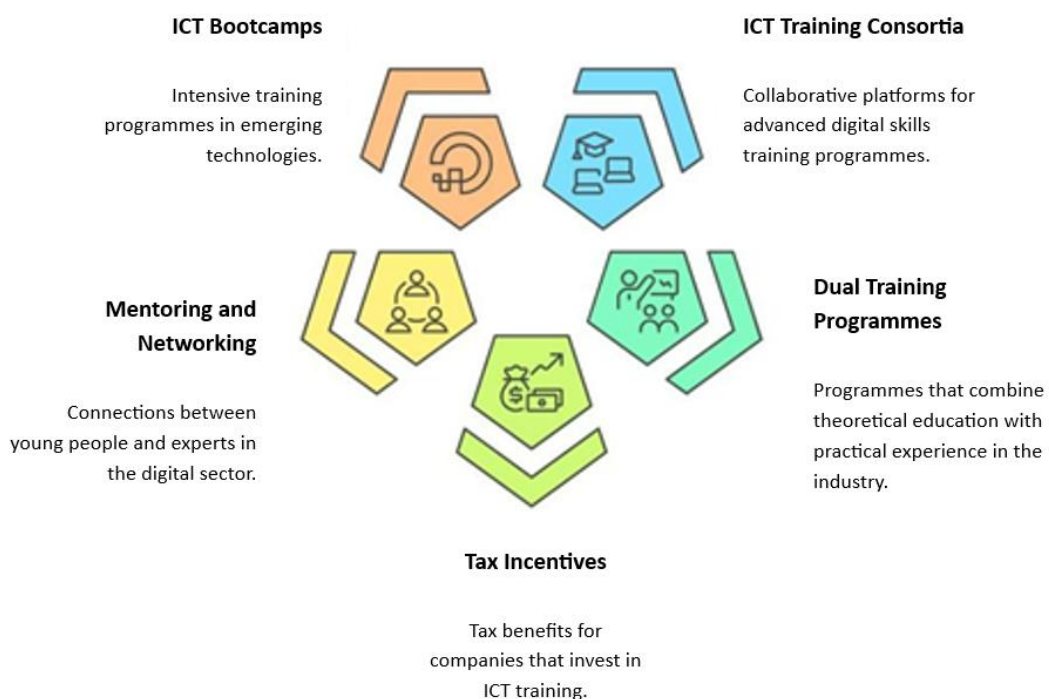 ICT Bootcamps
Intensive training
programmes in emerging
technologies.
ICT Training Consortia
Collaborative platforms for
advanced digital skills
training programmes.
Mentoring and
Networking
Connections between
young people and experts in
the digital sector.
Dual Training
Programmes
Programmes that combine
theoretical education with
practical experience in the
industry.
$
Tax Incentives
Tax benefits for
companies that invest in
ICT training.